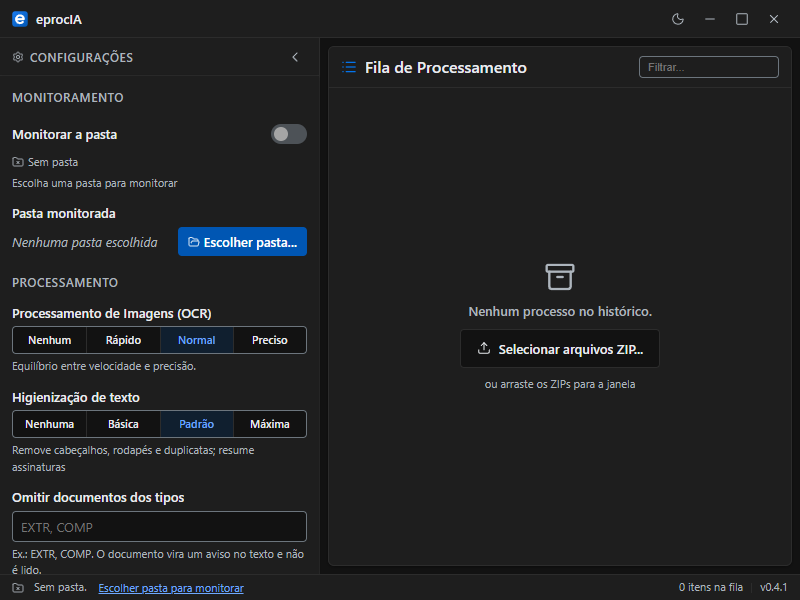 eprocIA
CONFIGURAÇÕES
MONITORAMENTO
Monitorar a pasta
Sem pasta
Escolha uma pasta para monitorar
Pasta monitorada
Nenhuma pasta escolhida
Escolher pasta...
PROCESSAMENTO
Processamento de Imagens (OCR)
Nenhum Rápido Normal Preciso
Equilíbrio entre velocidade e precisão.
Higienização de texto
Nenhuma Básica Padrão Máxima
Remove cabeçalhos, rodapés e duplicatas; resume
assinaturas
Omitir documentos dos tipos
EXTR, COMP
Ex.: EXTR, COMP. O documento vira um aviso no texto e não
é lido.
Fila de Processamento
Filtrar...
Nenhum processo no histórico.
Selecionar arquivos ZIP...
ou arraste os ZIPs para a janela
Sem pasta. Escolher pasta para monitorar
0 itens na fila v0.4.1